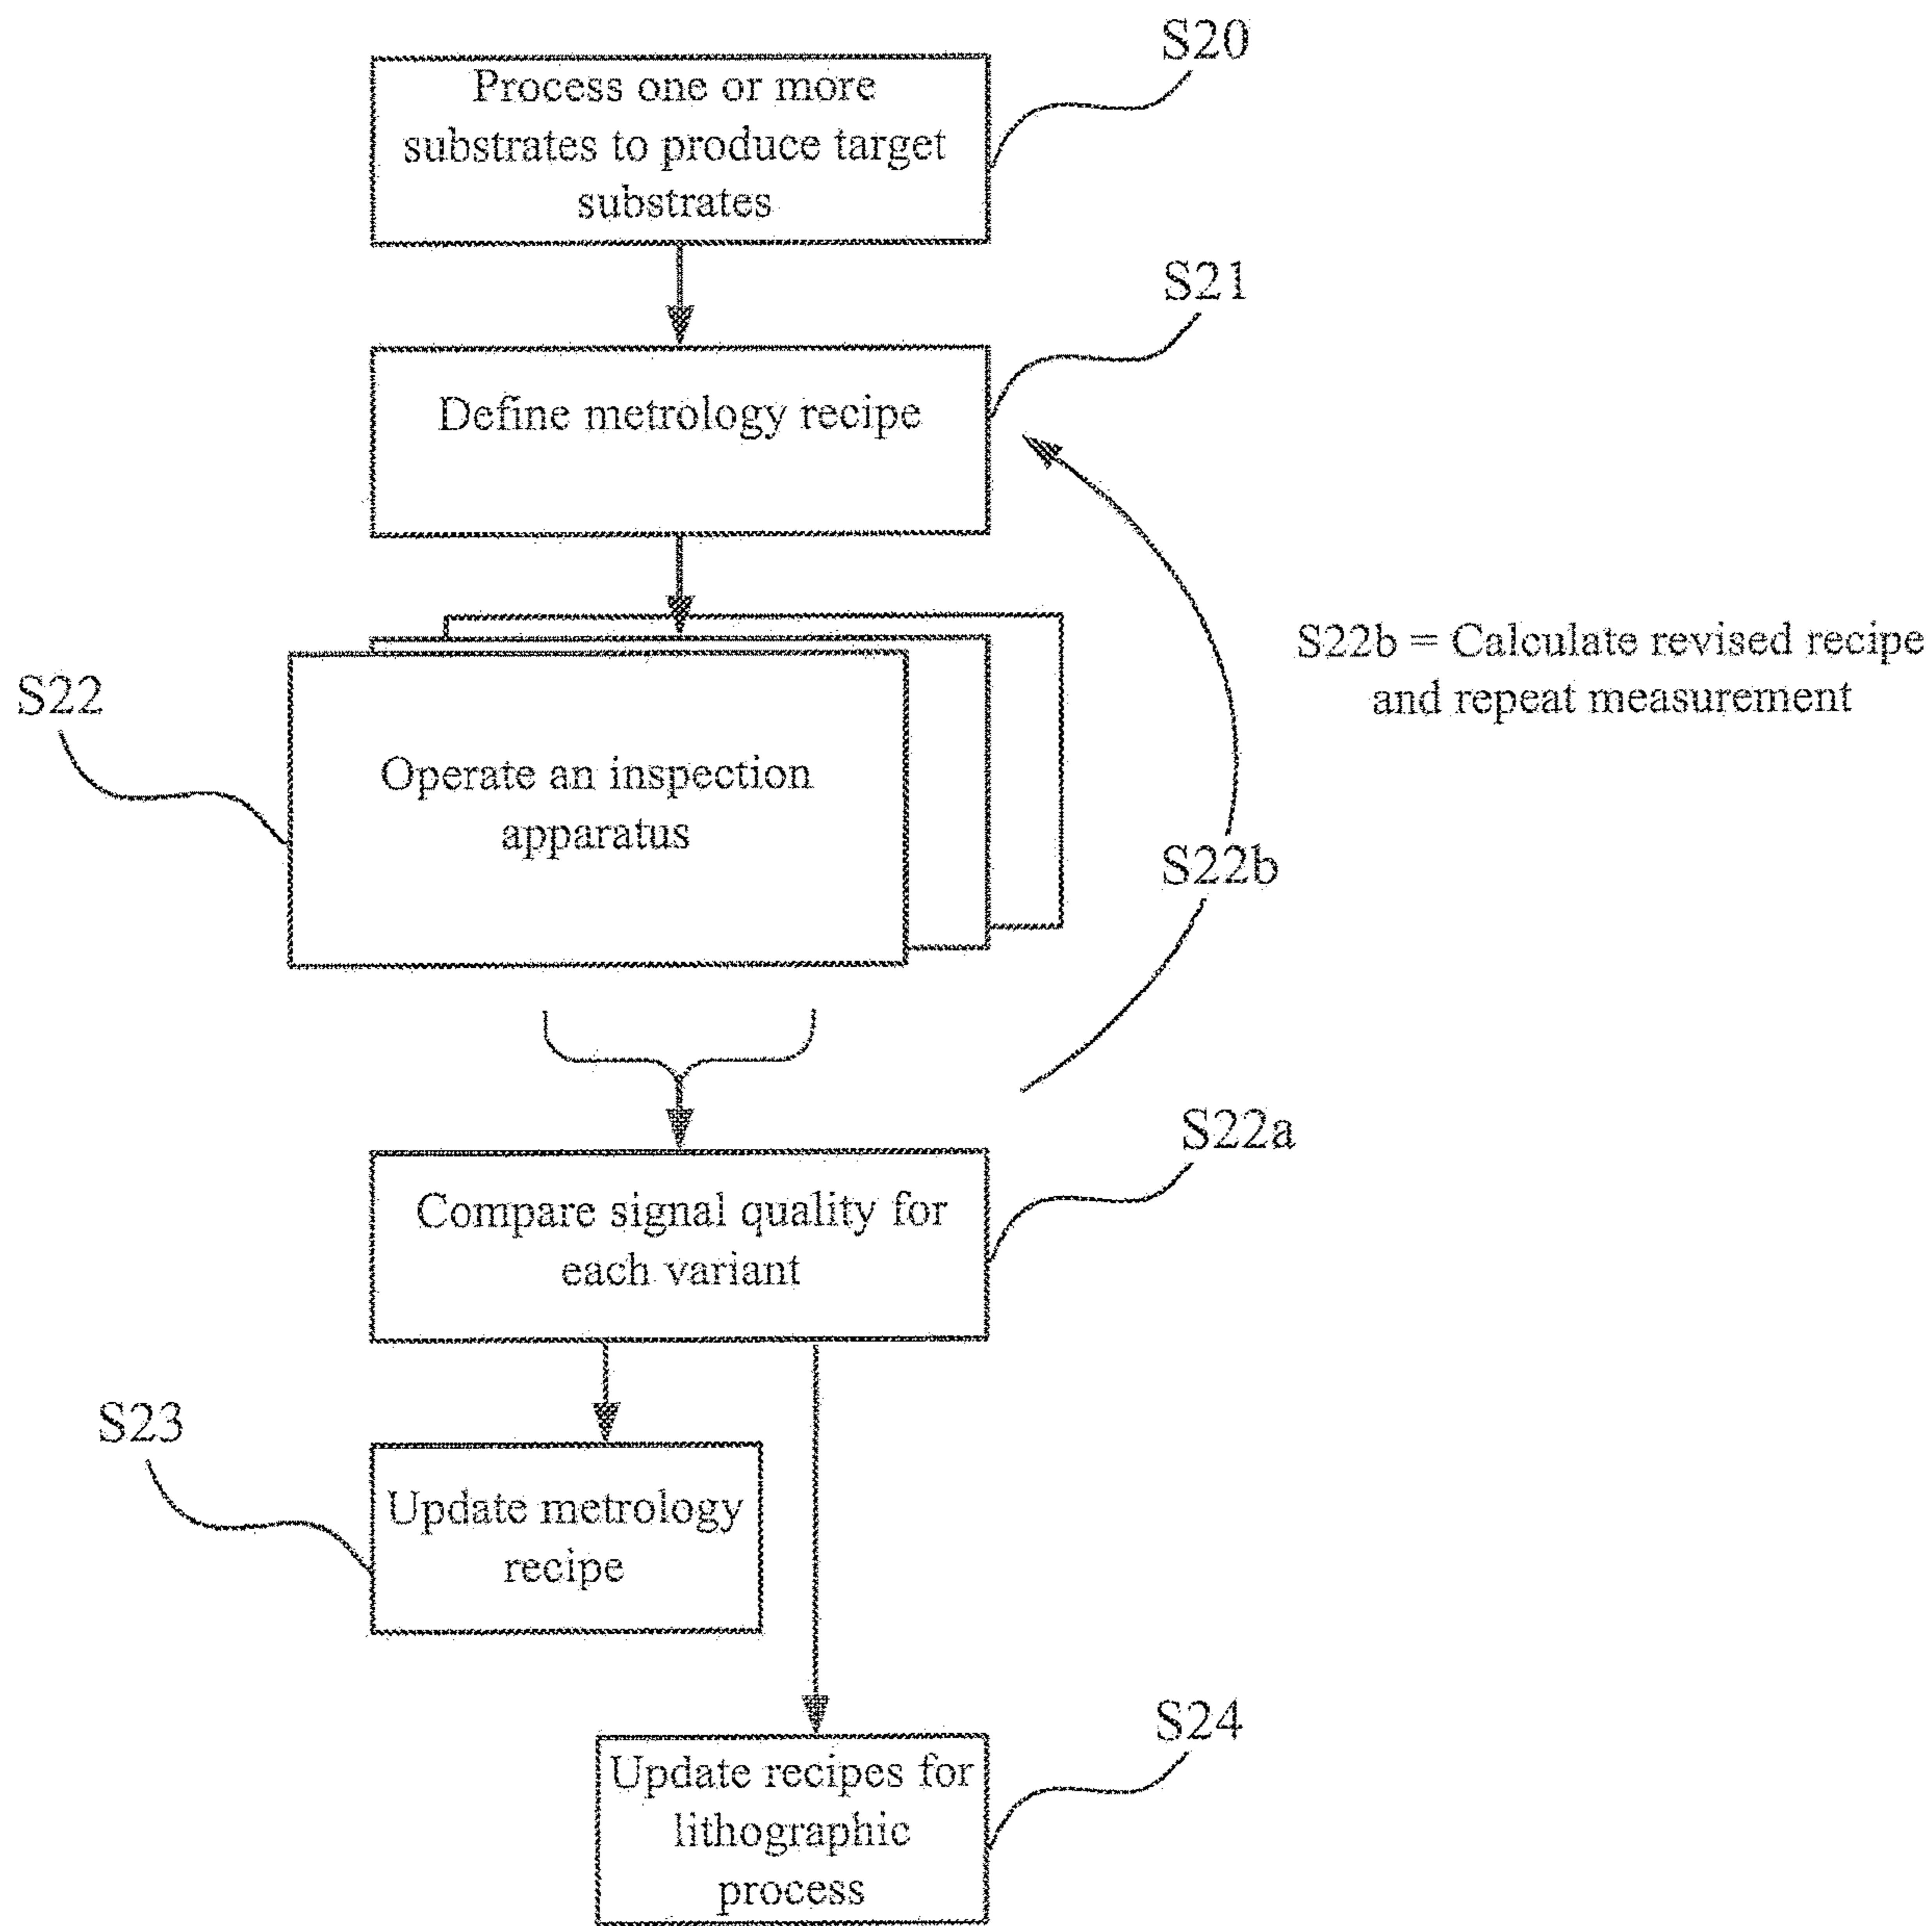 S20
Process one or more
substrates to produce target
substrates
S21
Define metrology recipe
S22b = Calculate revised recipe
and repeat measurement
S22
Operate an inspection
apparatus
S22b
S22a
Compare signal quality for
each variant
S23
Update metrology
recipe
S24
Update recipes for
lithographic
process